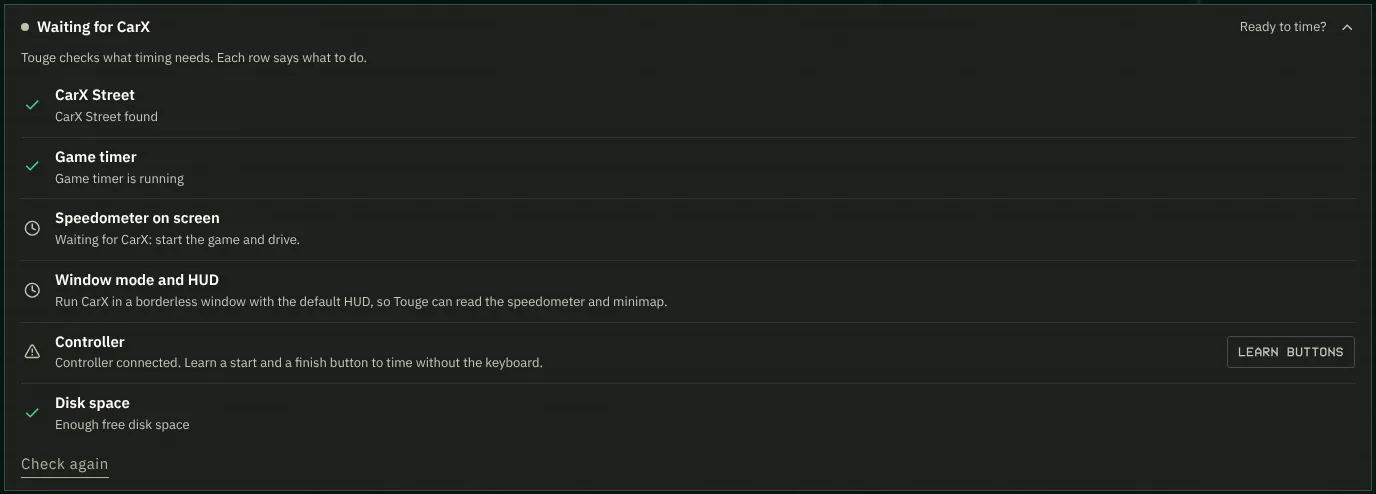 Waiting for CarX
Ready to time?
Touge checks what timing needs. Each row says what to do.
CarX Street
CarX Street found
Game timer
Game timer is running
Speedometer on screen
Waiting for CarX: start the game and drive.
Window mode and HUD
Run CarX in a borderless window with the default HUD, so Touge can read the speedometer and minimap.
Controller
Controller connected. Learn a start and a finish button to time without the keyboard.
LEARN BUTTONS
Disk space
Enough free disk space
Check again